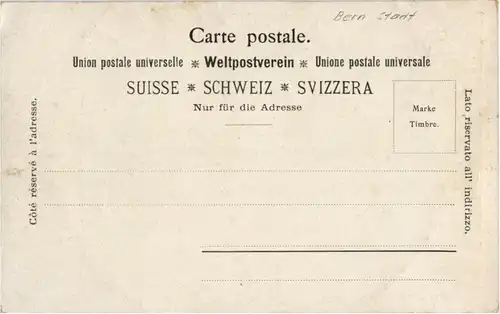 Bern Stadt
Carte postale.
Union postale universelle ※ Weltpostverein ※ Unione postale universale
SUISSE ※ SCHWEIZ ※ SVIZZERA
Nur für die Adresse
Marke
Timbre.
Côté réservé à l'adresse.
Lato riservato all' indirizzo.